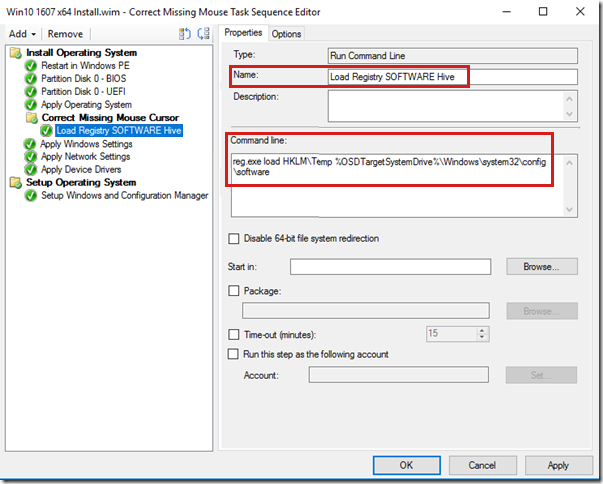 Win10 1607 x64 Install.wim - Correct Missing Mouse Task Sequence Editor
Add Remove
Install Operating System
Restart in Windows PE
Partition Disk 0 - BIOS
Partition Disk 0 - UEFI
Apply Operating System
Correct Missing Mouse Cursor
Load Registry SOFTWARE Hive
Apply Windows Settings
Apply Network Settings
Apply Device Drivers
Setup Operating System
Setup Windows and Configuration Manager
Properties Options
Type: Run Command Line
Name: Load Registry SOFTWARE Hive
Description:
Command line:
reg.exe load HKLM\Temp %OSDTargetSystemDrive%\Windows\system32\config
\software
Disable 64-bit file system redirection
Start in: Browse...
Package:
Browse...
Time-out (minutes): 15
Run this step as the following account
Account: Set...
OK Cancel Apply